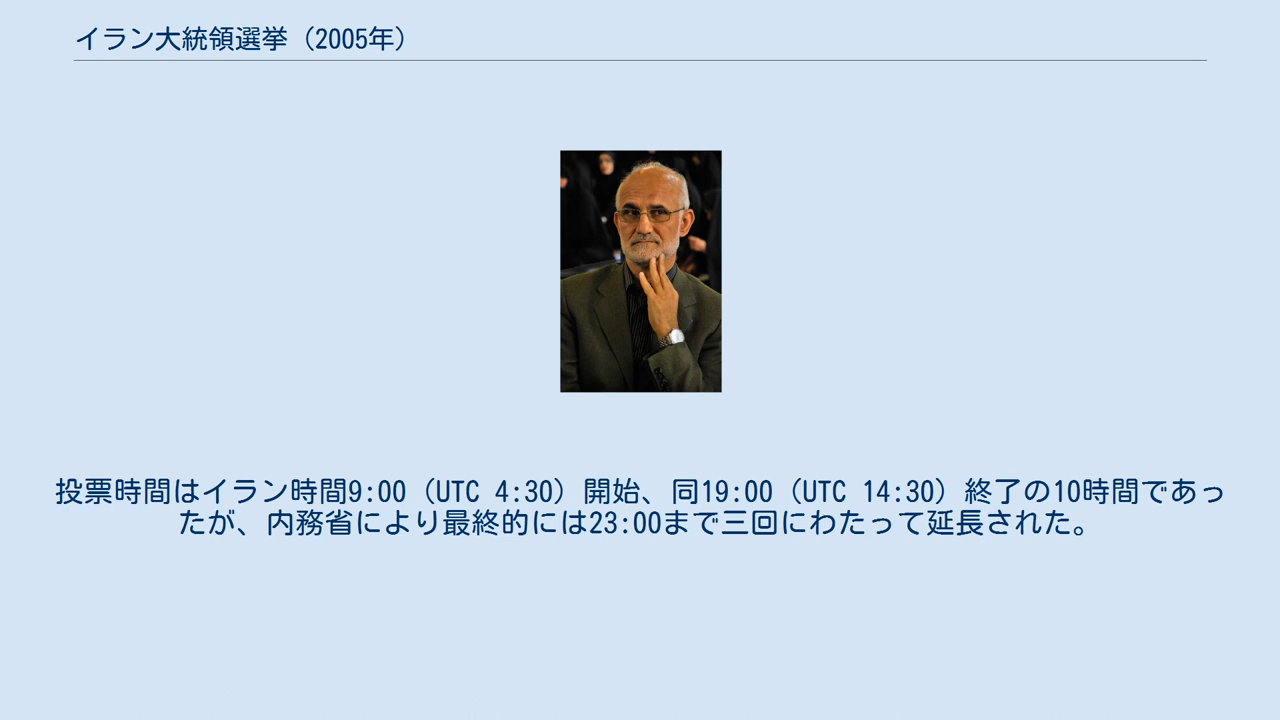 イラン大統領選挙（2005年）
投票時間はイラン時間9:00（UTC 4:30）開始、同19:00（UTC 14:30）終了の10時間であっ
たが、内務省により最終的には23:00まで三回にわたって延長された。